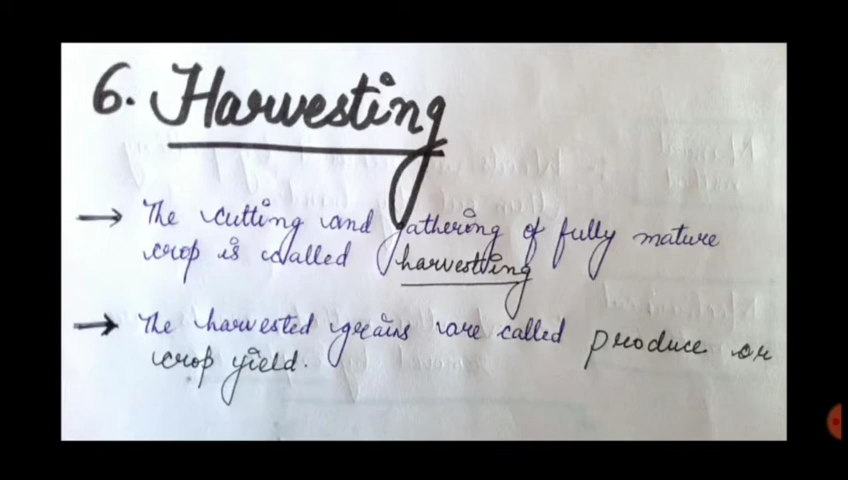 6. Harvesting
→ The cutting and gathering of fully mature
crop is called harvesting
→ The harvested grains are called produce or
crop yield.